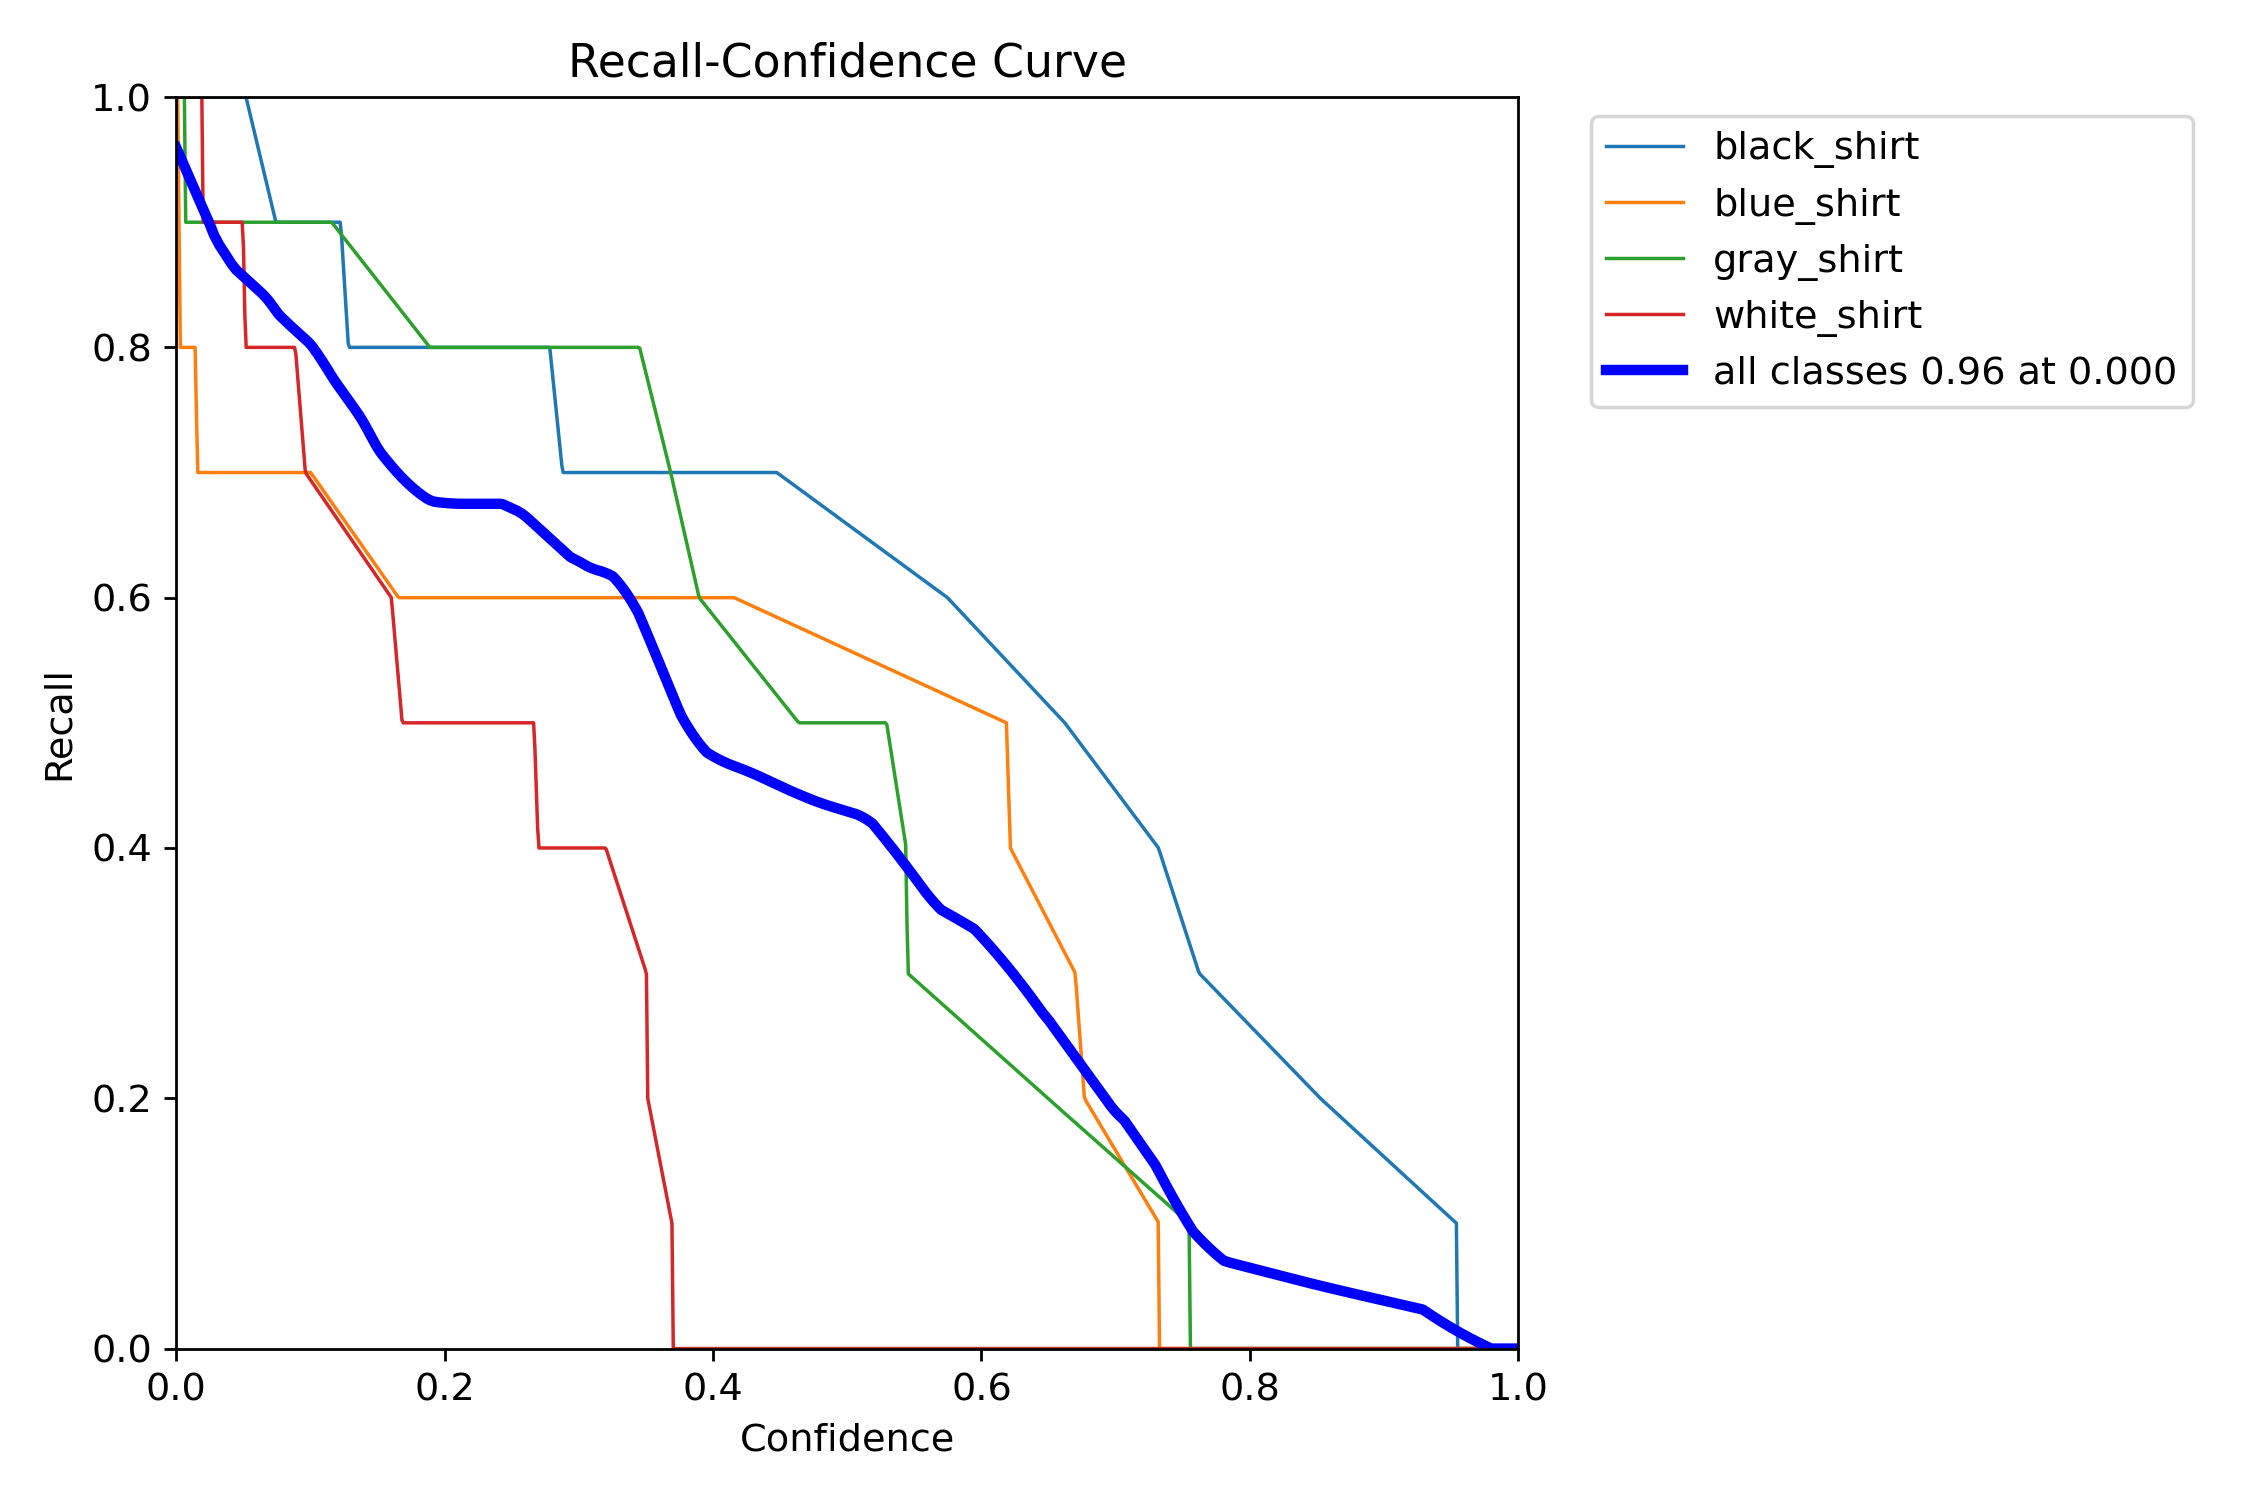 Recall-Confidence Curve
1.0
0.8
0.6
0.4
0.2
0.0
Recall
0.0 0.2 0.4 0.6 0.8 1.0
Confidence
black_shirt
blue_shirt
gray_shirt
white_shirt
all classes 0.96 at 0.000